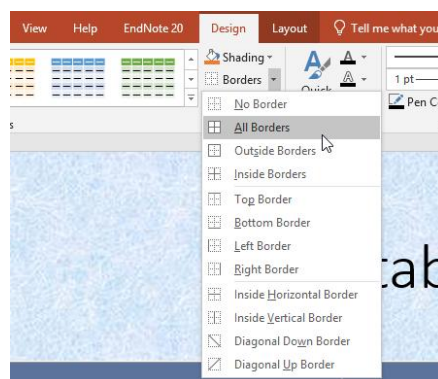 View Help EndNote 20 Design Layout Tell me what you
Shading
Borders
1 pt
Quick
Pen C
s
No Border
All Borders
Outside Borders
Inside Borders
Top Border
Bottom Border
Left Border
Right Border
Inside Horizontal Border
Inside Vertical Border
Diagonal Down Border
Diagonal Up Border
tab